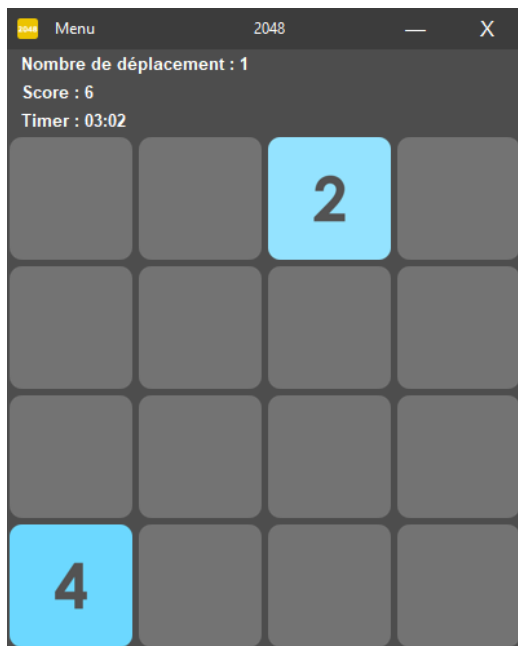 2048 Menu 2048 — X
Nombre de déplacement : 1
Score : 6
Timer : 03:02
2
4